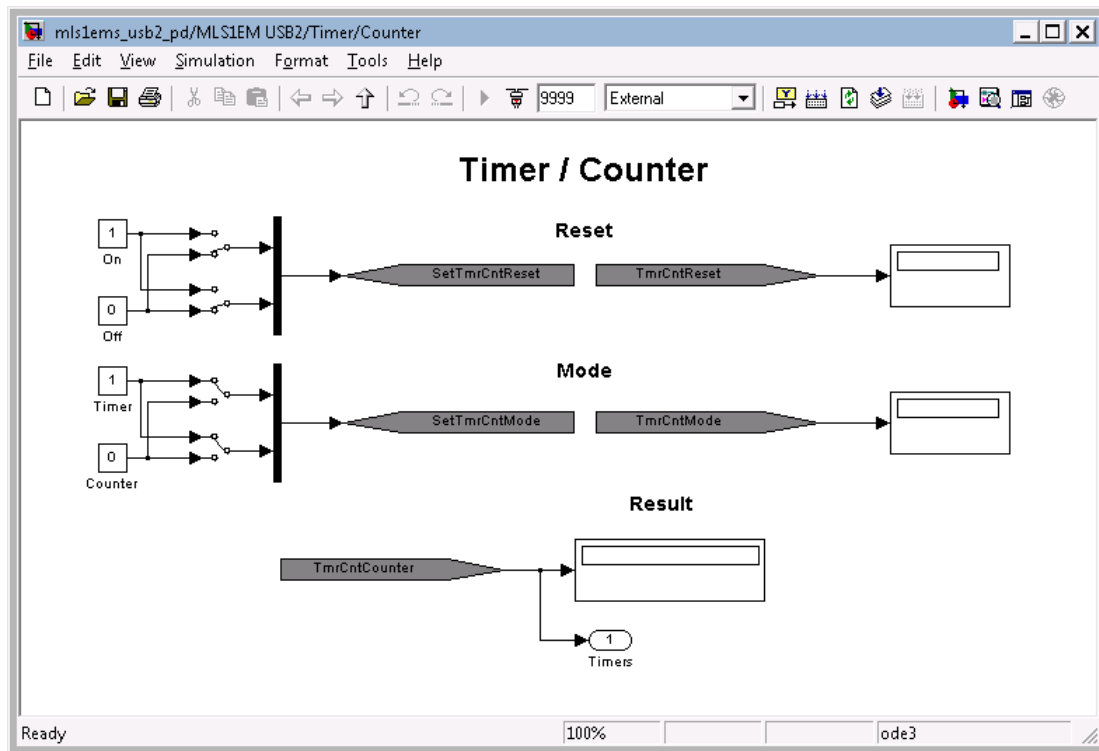 mls1ems_usb2_pd/MLS1EM USB2/Timer/Counter
File Edit View Simulation Format Tools Help
9999 External
Timer / Counter
Reset
1
On
SetTmrCntReset TmrCntReset
0
Off
Mode
1
Timer
SetTmrCntMode TmrCntMode
0
Counter
Result
TmrCntCounter
1
Timers
Ready 100% ode3